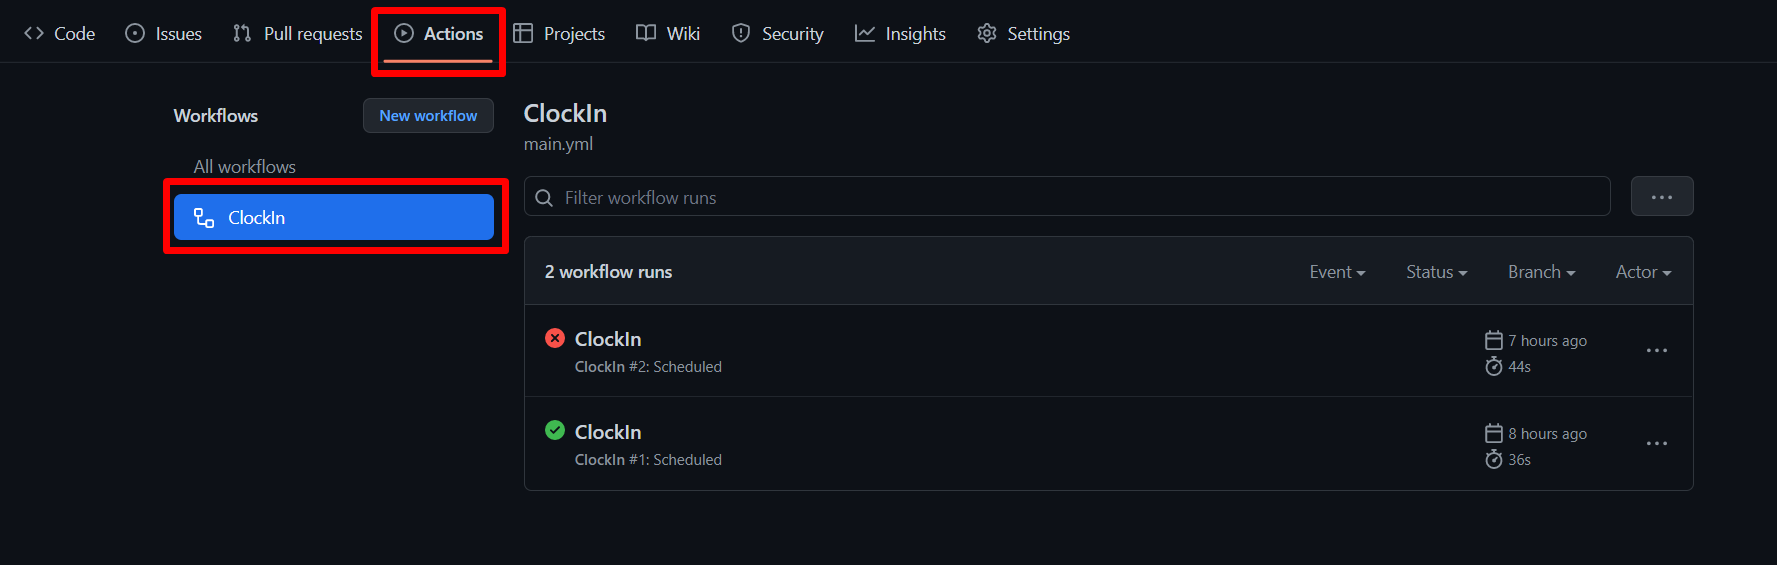 Code Issues Pull requests Actions Projects Wiki Security Insights Settings
Workflows New workflow
All workflows
ClockIn
ClockIn
main.yml
Filter workflow runs
2 workflow runs Event Status Branch Actor
ClockIn 7 hours ago
ClockIn #2: Scheduled 44s
ClockIn 8 hours ago
ClockIn #1: Scheduled 36s